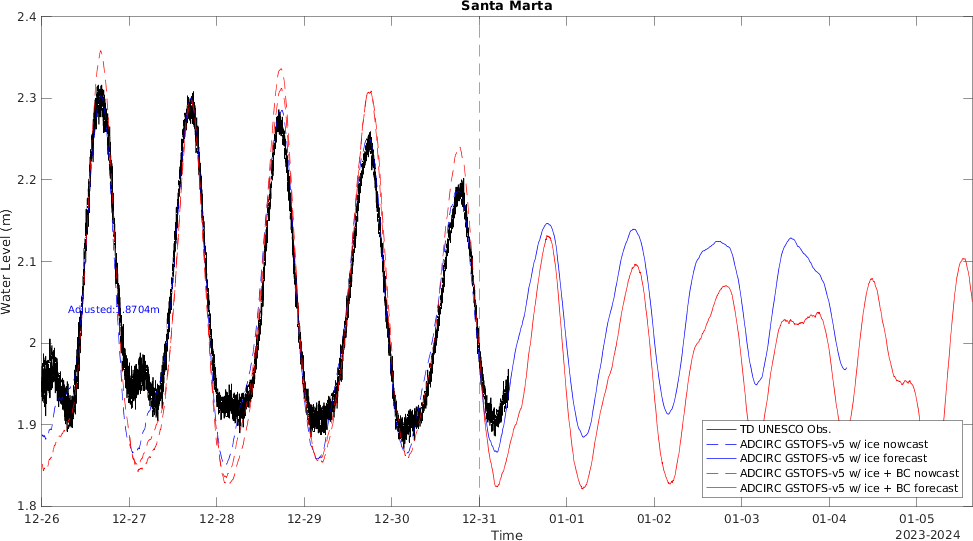 Santa Marta
2.4
2.3
2.2
2.1
2
1.9
1.8
Water Level (m)
Adjusted:1.8704m
TD UNESCO Obs.
ADCIRC GSTOFS-v5 w/ ice nowcast
ADCIRC GSTOFS-v5 w/ ice forecast
ADCIRC GSTOFS-v5 w/ ice + BC nowcast
ADCIRC GSTOFS-v5 w/ ice + BC forecast
12-26 12-27 12-28 12-29 12-30 12-31 01-01 01-02 01-03 01-04 01-05
Time
2023-2024